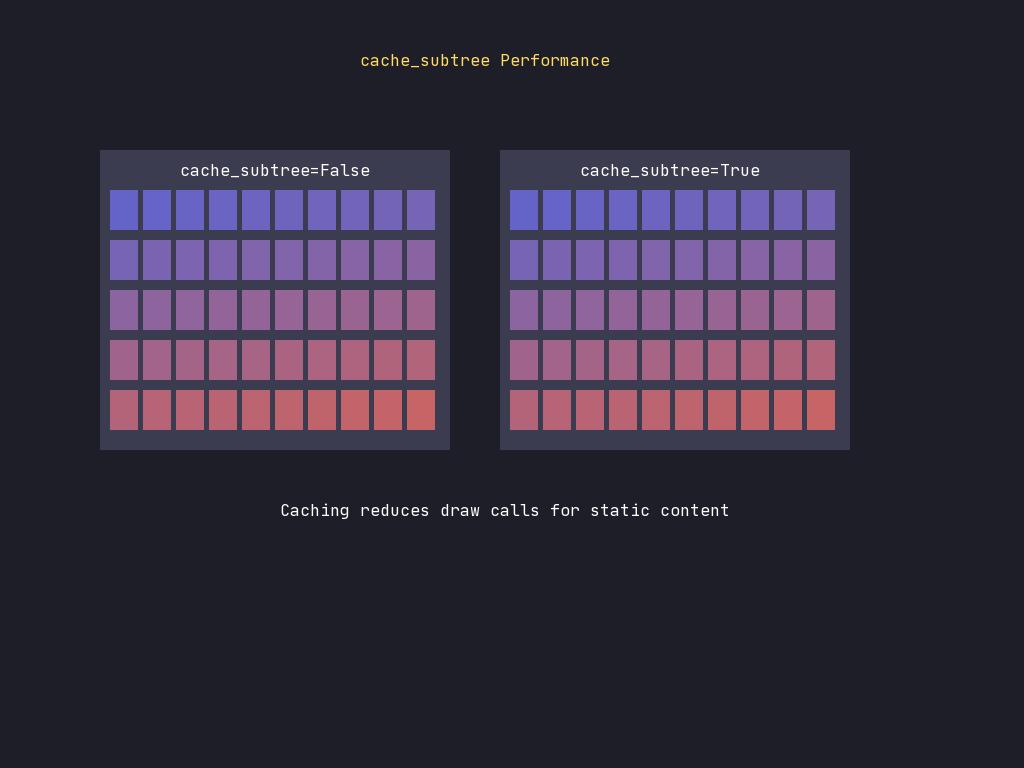 cache_subtree Performance
cache_subtree=False
cache_subtree=True
Caching reduces draw calls for static content